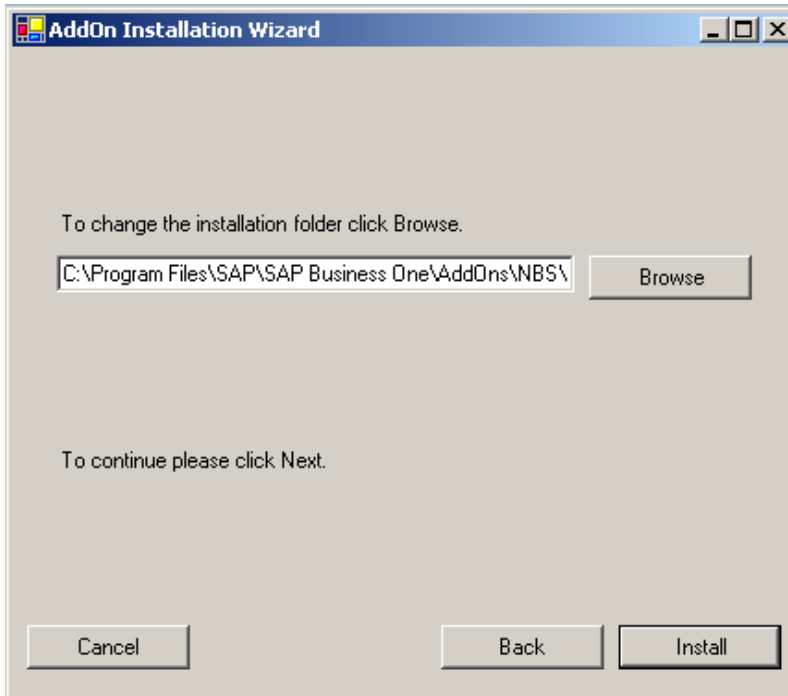 AddOn Installation Wizard
To change the installation folder click Browse.
C:\Program Files\SAP\SAP Business One\AddOns\NBS\
Browse
To continue please click Next.
Cancel
Back
Install